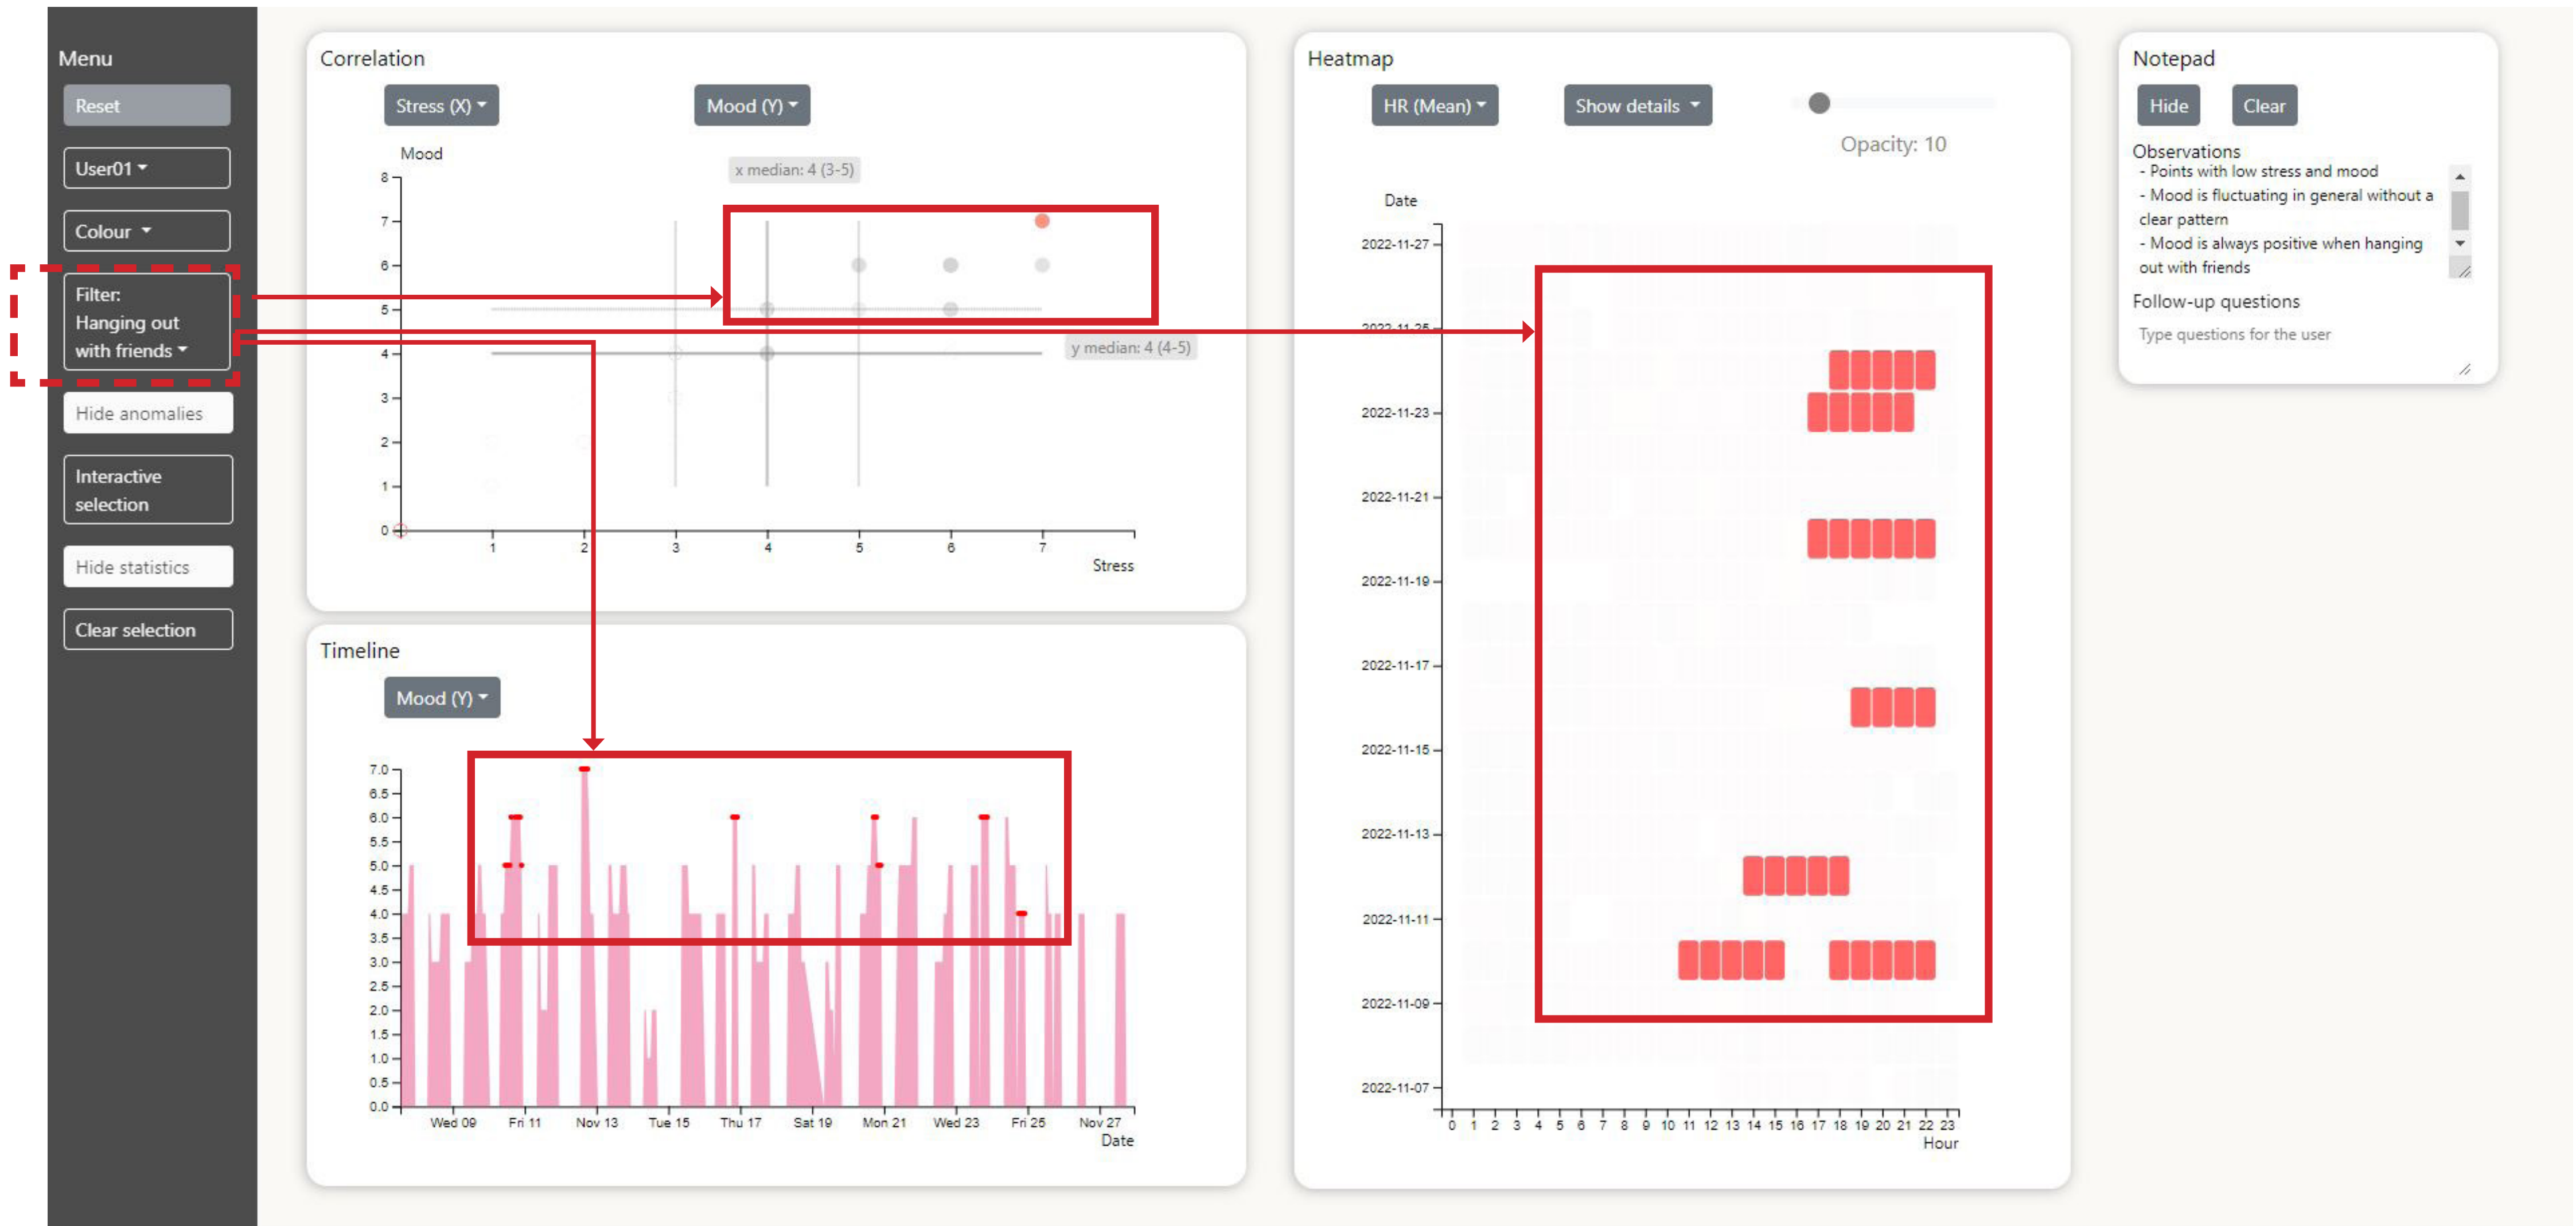 Menu
Reset
User01
Colour
Filter:
Hanging out
with friends
Hide anomalies
Interactive
selection
Hide statistics
Clear selection
Correlation
Stress (X)
Mood (Y)
Mood
x median: 4 (3-5)
8
7
6
5
y median: 4 (4-5)
4
3
2
1
0
1 2 3 4 5 6 7
Stress
Timeline
Mood (Y)
7.0
6.5
6.0
5.5
5.0
4.5
4.0
3.5
3.0
2.5
2.0
1.5
1.0
0.5
0.0
Wed 09 Fri 11 Nov 13 Tue 15 Thu 17 Sat 19 Mon 21 Wed 23 Fri 25 Nov 27
Date
Heatmap
HR (Mean)
Show details
Opacity: 10
Date
2022-11-27
2022-11-25
2022-11-23
2022-11-21
2022-11-19
2022-11-17
2022-11-15
2022-11-13
2022-11-11
2022-11-09
2022-11-07
0 1 2 3 4 5 6 7 8 9 10 11 12 13 14 15 16 17 18 19 20 21 22 23
Hour
Notepad
Hide
Clear
Observations
- Points with low stress and mood
- Mood is fluctuating in general without a
clear pattern
- Mood is always positive when hanging
out with friends
Follow-up questions
Type questions for the user